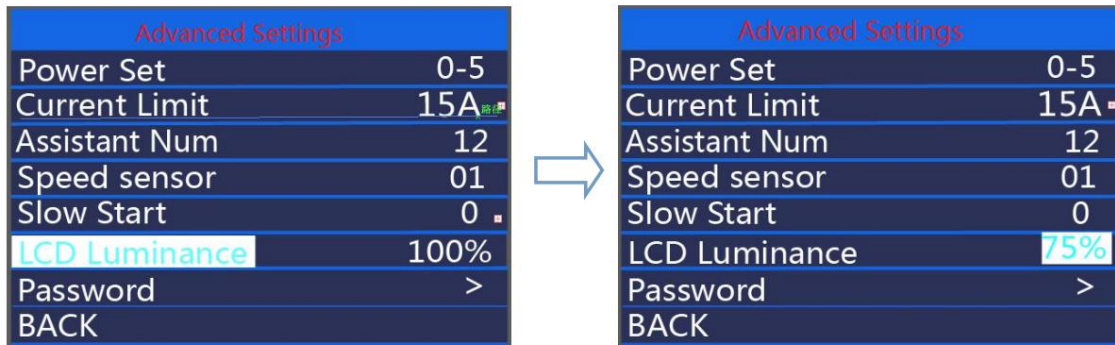 Advanced Settings
Power Set 0-5
Current Limit 15A 路径
Assistant Num 12
Speed sensor 01
Slow Start 0
LCD Luminance 100%
Password >
BACK
Advanced Settings
Power Set 0-5
Current Limit 15A
Assistant Num 12
Speed sensor 01
Slow Start 0
LCD Luminance 75%
Password >
BACK